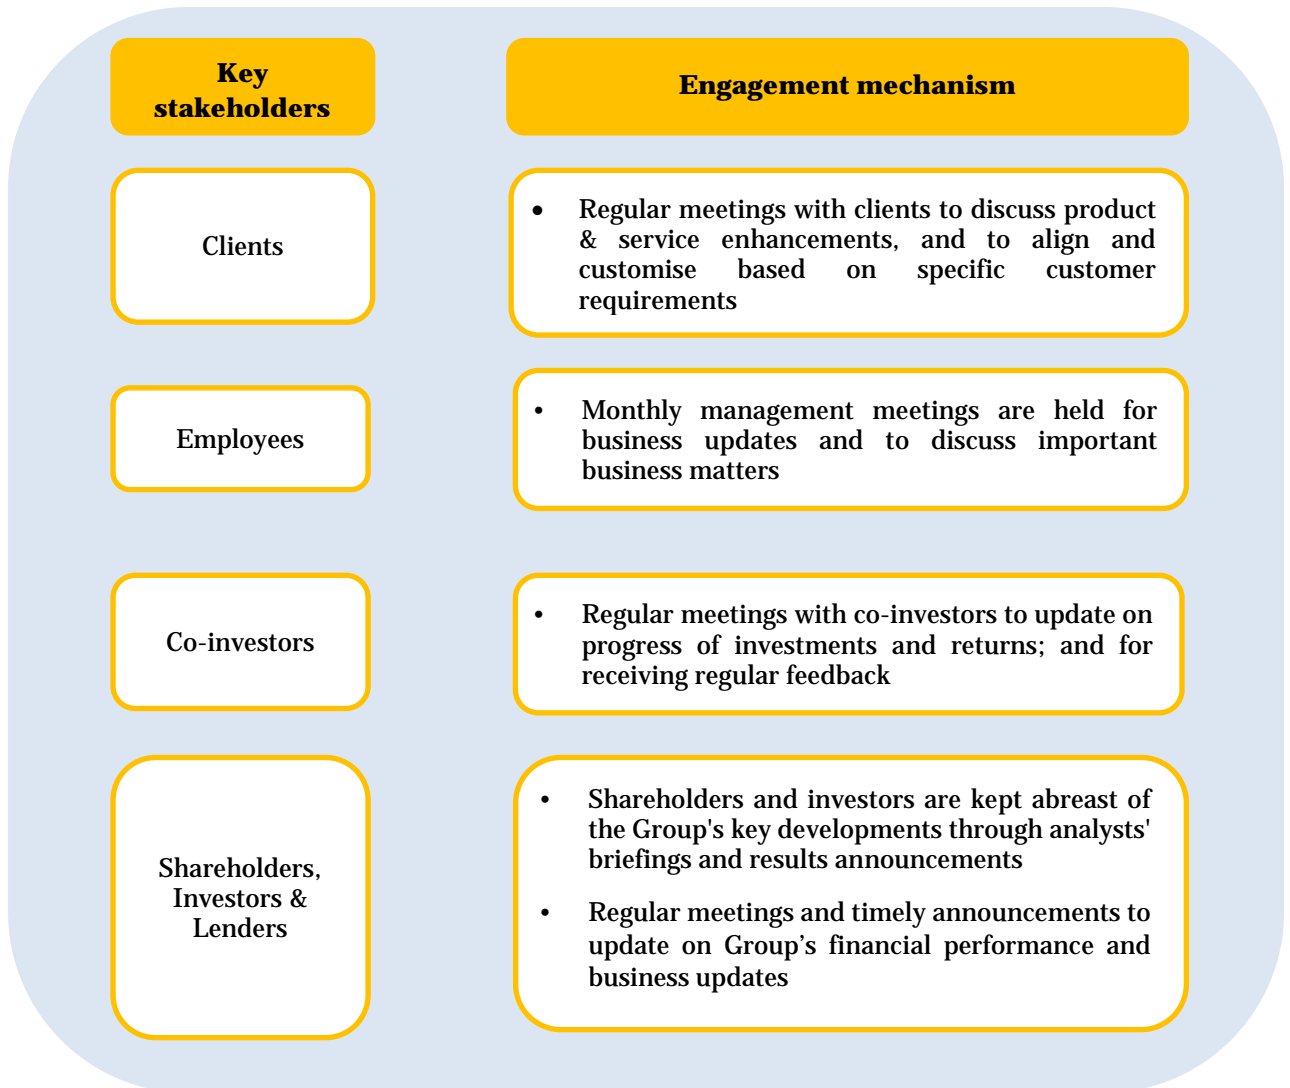 Key
stakeholders
Engagement mechanism
Clients
• Regular meetings with clients to discuss product
& service enhancements, and to align and
customise based on specific customer
requirements
Employees
• Monthly management meetings are held for
business updates and to discuss important
business matters
Co-investors
• Regular meetings with co-investors to update on
progress of investments and returns; and for
receiving regular feedback
Shareholders,
Investors &
Lenders
• Shareholders and investors are kept abreast of
the Group's key developments through analysts'
briefings and results announcements
• Regular meetings and timely announcements to
update on Group’s financial performance and
business updates